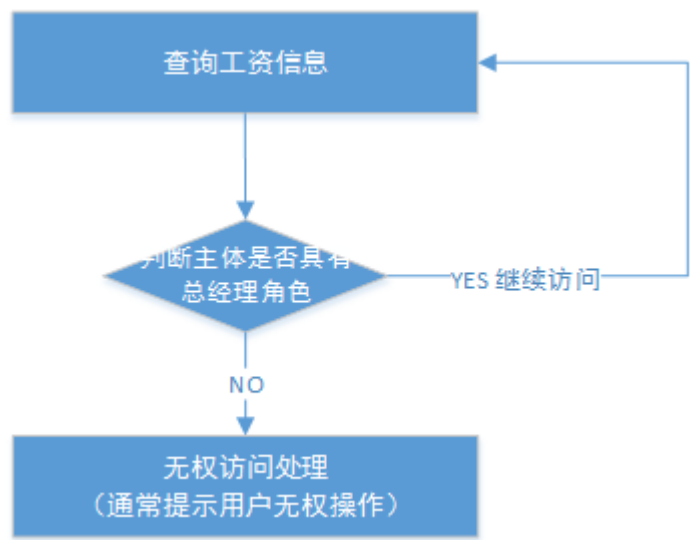 查询工资信息
判断主体是否具有
总经理角色
YES 继续访问
NO
无权访问处理
（通常提示用户无权操作）